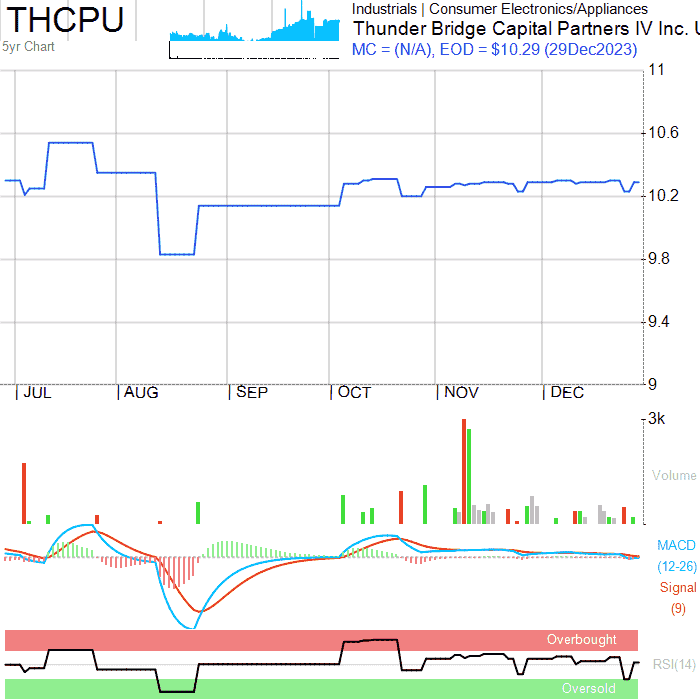 THCPU
5yr Chart
Industrials | Consumer Electronics/Appliances
Thunder Bridge Capital Partners IV Inc. U
MC = (N/A), EOD = $10.29 (29Dec2023)
11
10.6
10.2
9.8
9.4
9
| JUL | AUG | SEP | OCT | NOV | DEC
3k
Volume
MACD
(12-26)
Signal
(9)
Overbought
RSI(14)
Oversold